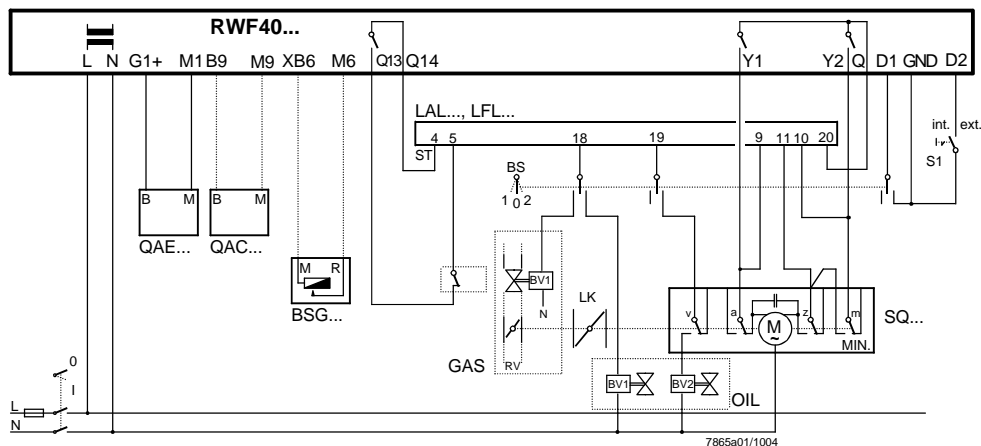 RWF40...
L N G1+ M1 B9 M9 XB6 M6 Q13 Q14 Y1 Y2 Q D1 GND D2
LAL..., LFL...
4 5 18 19 9 11 10 20
ST
int. ext.
S1
BS
1 0 2
B M B M
QAE... QAC...
M R
BSG...
BV1
N
LK
v a M ~ z m
SQ...
MIN.
GAS RV
BV1 BV2
OIL
0
I
L
N
7865a01/1004